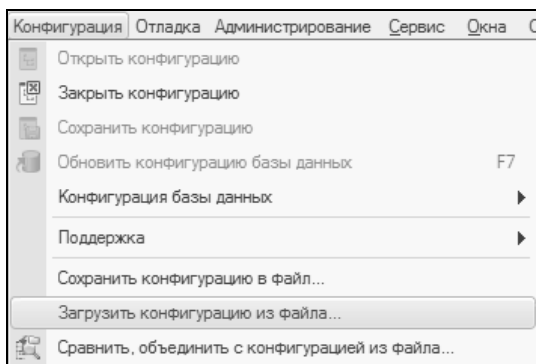 Конфигурация Отладка Администрирование Сервис Окна
Открыть конфигурацию
Закрыть конфигурацию
Сохранить конфигурацию
Обновить конфигурацию базы данных F7
Конфигурация базы данных
Поддержка
Сохранить конфигурацию в файл...
Загрузить конфигурацию из файла...
Сравнить, объединить с конфигурацией из файла...